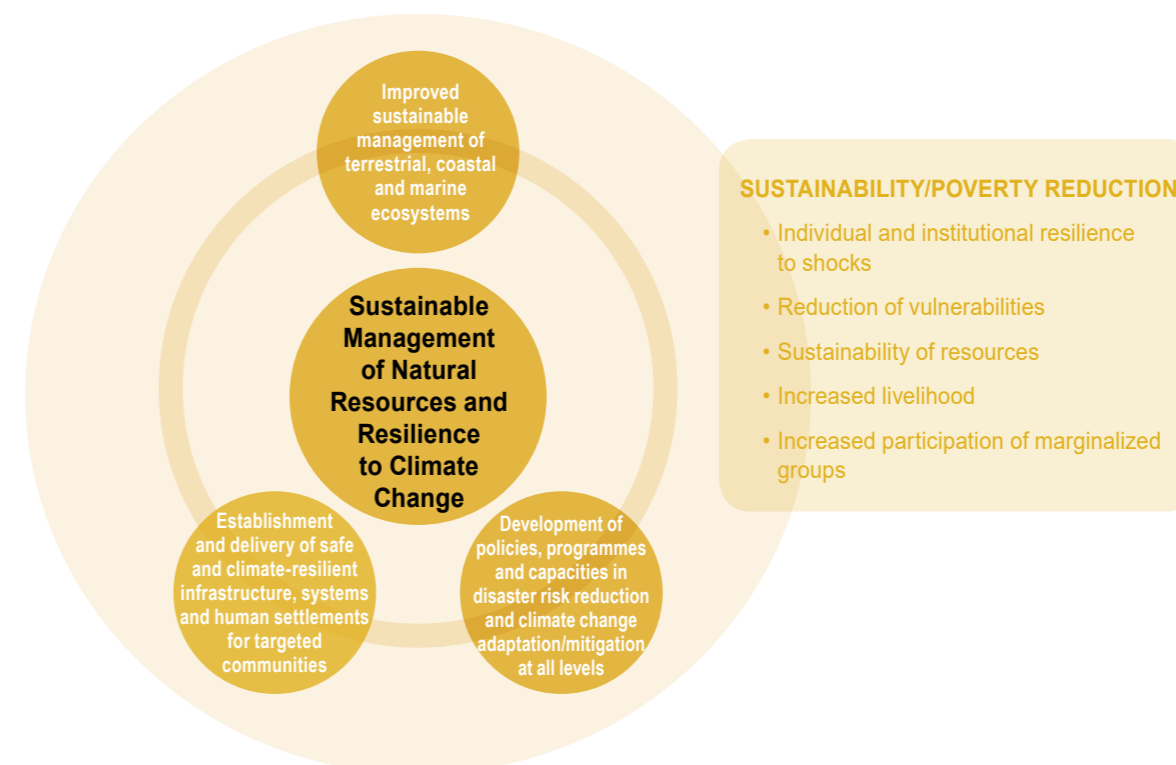 Improved
sustainable
management of
terrestrial, coastal
and marine
ecosystems
Sustainable
Management
of Natural
Resources and
Resilience
to Climate
Change
Establishment
and delivery of safe
and climate-resilient
infrastructure, systems
and human settlements
for targeted
communities
Development of
policies, programmes
and capacities in
disaster risk reduction
and climate change
adaptation/mitigation
at all levels
SUSTAINABILITY/POVERTY REDUCTION
• Individual and institutional resilience
to shocks
• Reduction of vulnerabilities
• Sustainability of resources
• Increased livelihood
• Increased participation of marginalized
groups